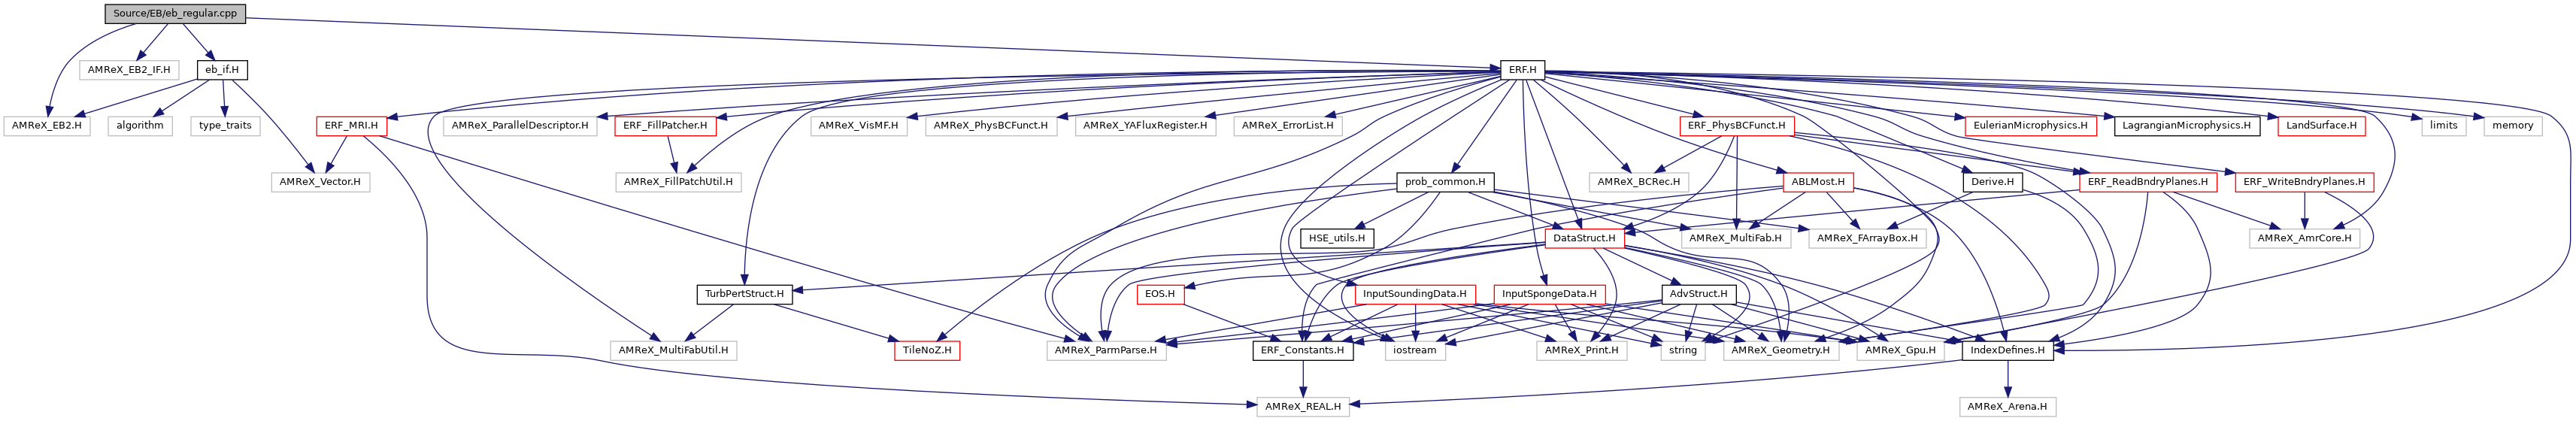 Source/EB/eb_regular.cpp
AMReX_EB2_IF.H
eb_if.H
ERF.H
AMReX_EB2.H
algorithm
type_traits
ERF_MRI.H
AMReX_ParallelDescriptor.H
ERF_FillPatcher.H
AMReX_VisMF.H
AMReX_PhysBCFunct.H
AMReX_YAFluxRegister.H
AMReX_ErrorList.H
ERF_PhysBCFunct.H
EulerianMicrophysics.H
LagrangianMicrophysics.H
LandSurface.H
limits
memory
AMReX_Vector.H
AMReX_FillPatchUtil.H
prob_common.H
AMReX_BCRec.H
ABLMost.H
Derive.H
ERF_ReadBndryPlanes.H
ERF_WriteBndryPlanes.H
HSE_utils.H
DataStruct.H
AMReX_MultiFab.H
AMReX_FArrayBox.H
AMReX_AmrCore.H
TurbPertStruct.H
EOS.H
InputSoundingData.H
InputSpongeData.H
AdvStruct.H
AMReX_MultiFabUtil.H
TileNoZ.H
AMReX_ParmParse.H
ERF_Constants.H
iostream
AMReX_Print.H
string
AMReX_Geometry.H
AMReX_Gpu.H
IndexDefines.H
AMReX_REAL.H
AMReX_Arena.H